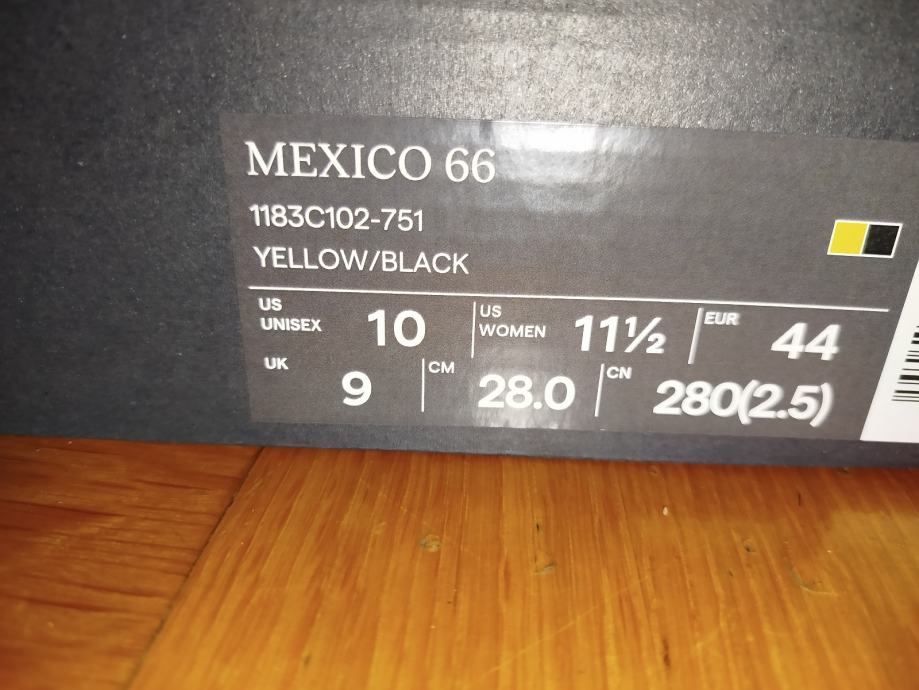 MEXICO 66
1183C102-751
YELLOW/BLACK
US UNISEX 10 US WOMEN 11½ EUR 44
UK 9 CM 28.0 CN 280(2.5)